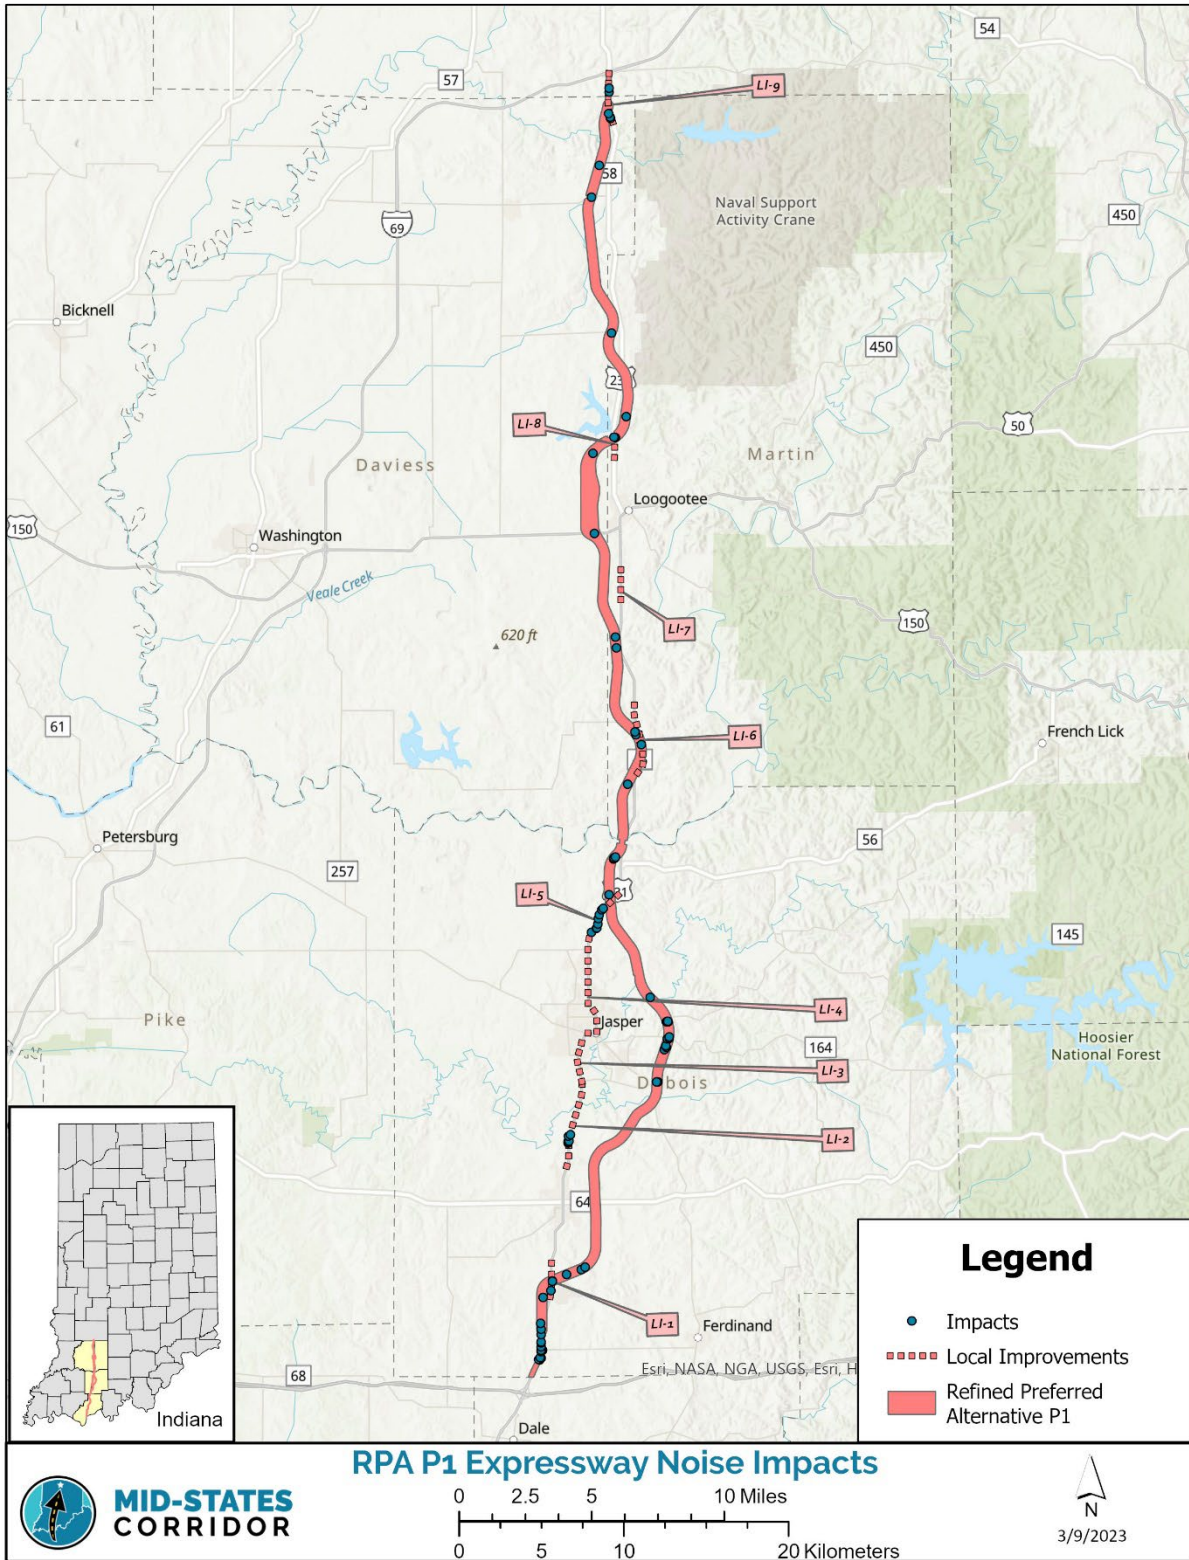 54
57
LI-9
58
Naval Support
Activity Crane
450
69
Bicknell
450
23
LI-8
50
Daviess
Martin
Loogootee
150
Washington
Veale Creek
LI-7
150
620 ft
61
LI-6
French Lick
Petersburg
56
257
LI-5
31
145
LI-4
Pike
Jasper
164
Hoosier
National Forest
LI-3
Dubois
LI-2
64
LI-1
Ferdinand
68
Esri, NASA, NGA, USGS, Esri, H
Dale
Indiana
Legend
Impacts
Local Improvements
Refined Preferred
Alternative P1
RPA P1 Expressway Noise Impacts
MID-STATES
CORRIDOR
0 2.5 5 10 Miles
0 5 10 20 Kilometers
N
3/9/2023